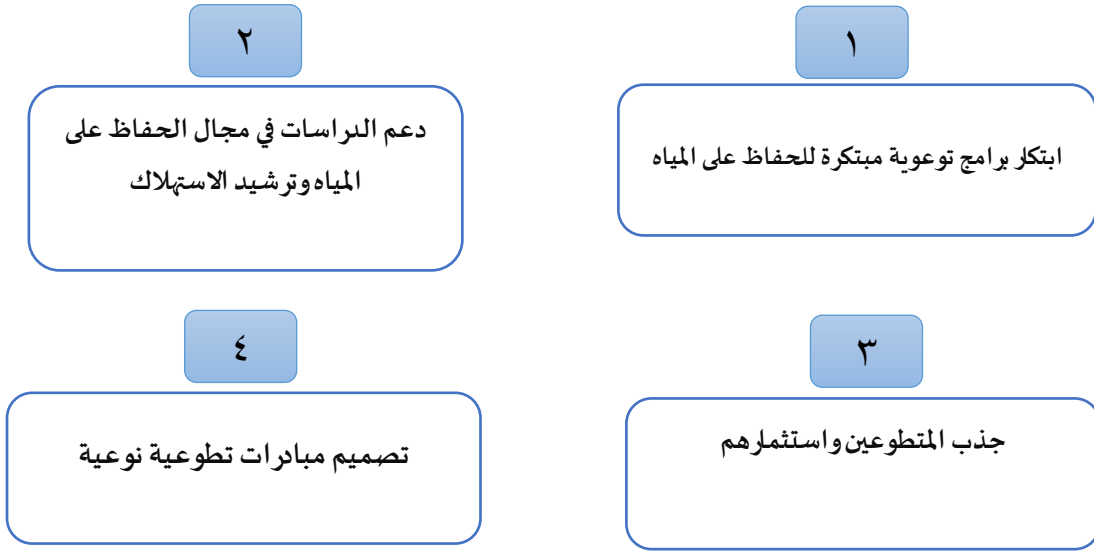 ١
ابتكار برامج توعوية مبتكرة للحفاظ على المياه
٢
دعم الدراسات في مجال الحفاظ على
المياه وترشيد الاستهلاك
٣
جذب المتطوعين واستثمارهم
٤
تصميم مبادرات تطوعية نوعية